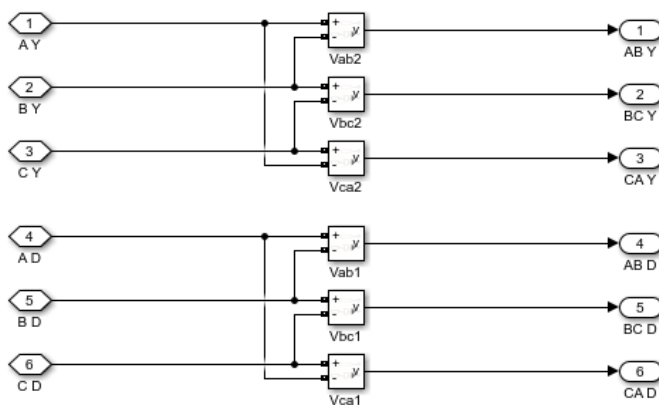 1
A Y
+
-
v
Vab2
1
AB Y
2
B Y
+
-
v
Vbc2
2
BC Y
3
C Y
+
-
v
Vca2
3
CA Y
4
A D
+
-
v
Vab1
4
AB D
5
B D
+
-
v
Vbc1
5
BC D
6
C D
+
-
v
Vca1
6
CA D